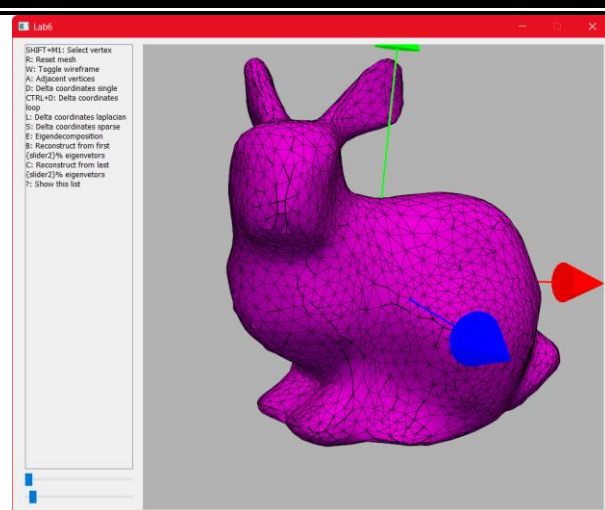 Lab6
SHIFT+M1: Select vertex
R: Reset mesh
W: Toggle wireframe
A: Adjacent vertices
D: Delta coordinates single
CTRL+D: Delta coordinates
loop
L: Delta coordinates laplacian
S: Delta coordinates sparse
E: Eigendecomposition
B: Reconstruct from first
{slider2}% eigenvetors
C: Reconstruct from last
{slider2}% eigenvetors
?: Show this list